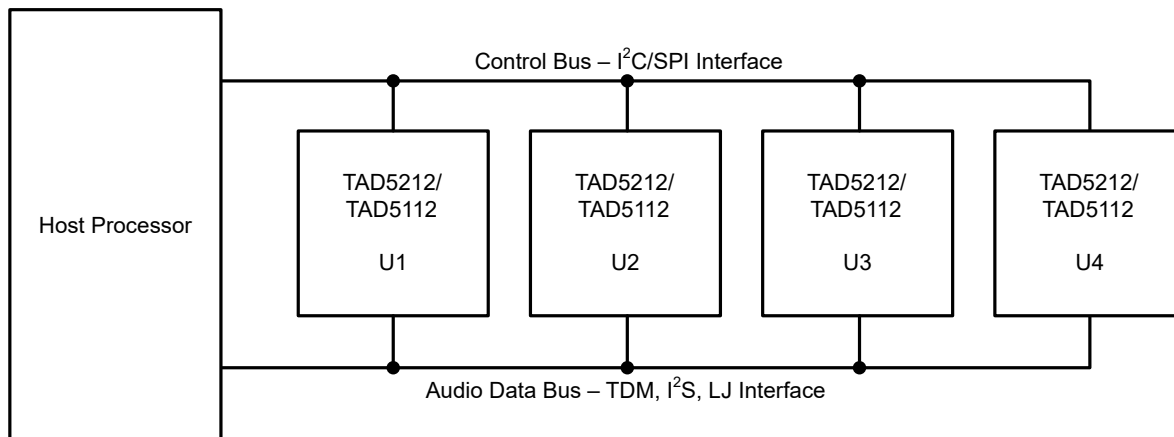 Control Bus – I²C/SPI Interface
Host Processor
TAD5212/
TAD5112
U1
TAD5212/
TAD5112
U2
TAD5212/
TAD5112
U3
TAD5212/
TAD5112
U4
Audio Data Bus – TDM, I²S, LJ Interface